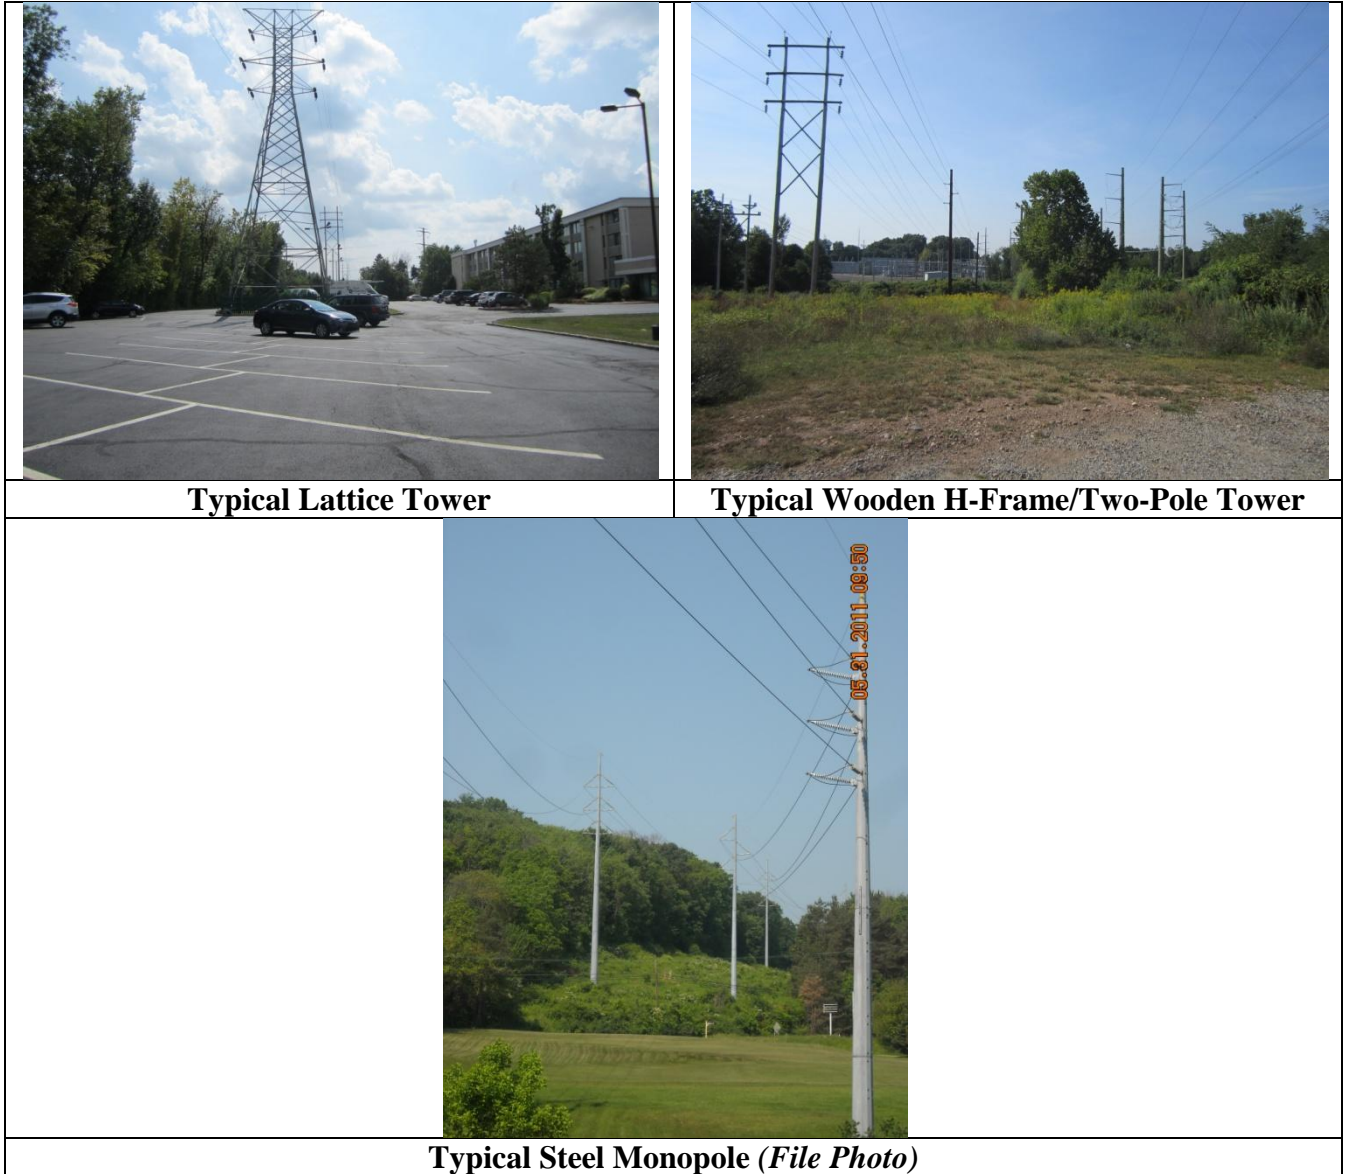 Typical Lattice Tower
Typical Wooden H-Frame/Two-Pole Tower
05.31.2011 09:50
Typical Steel Monopole (File Photo)